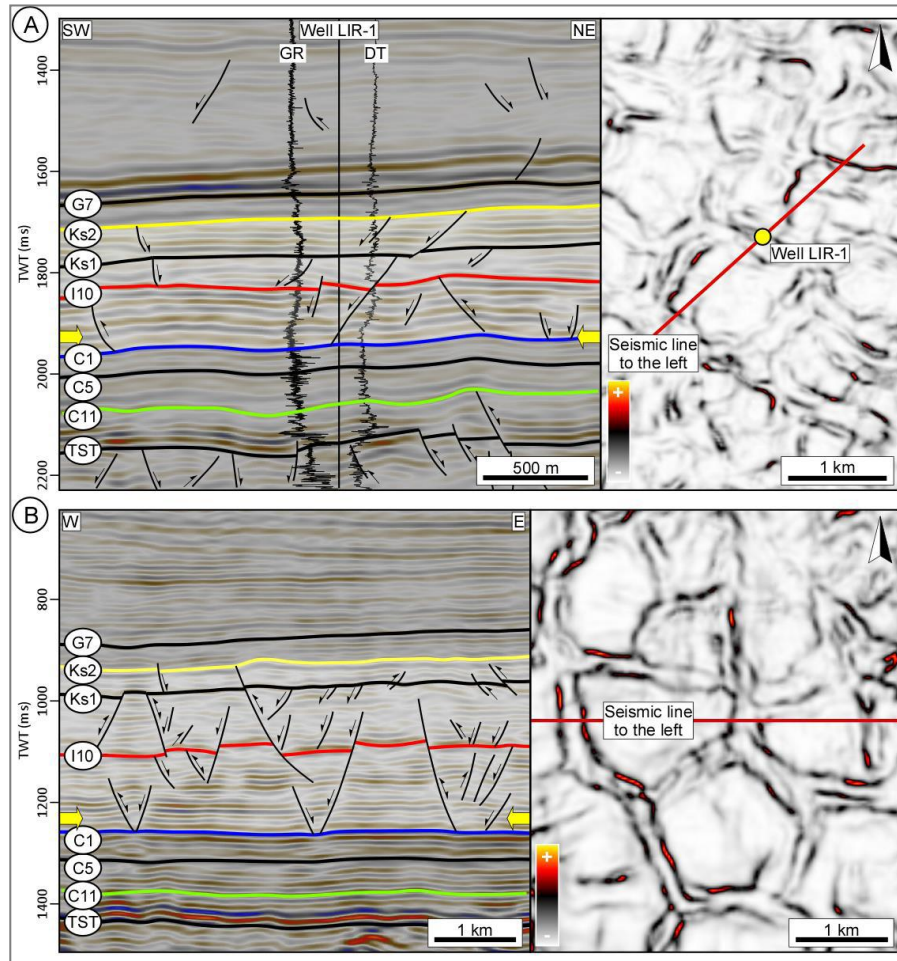 A
SW
Well LIR-1
NE
GR
DT
1400
1600
1800
2000
2200
TWT (ms)
G7
Ks2
Ks1
I10
C1
C5
C11
TST
500 m
Well LIR-1
Seismic line
to the left
+
-
1 km
B
W
E
800
1000
1200
1400
TWT (ms)
G7
Ks2
Ks1
I10
C1
C5
C11
TST
1 km
Seismic line
to the left
+
-
1 km